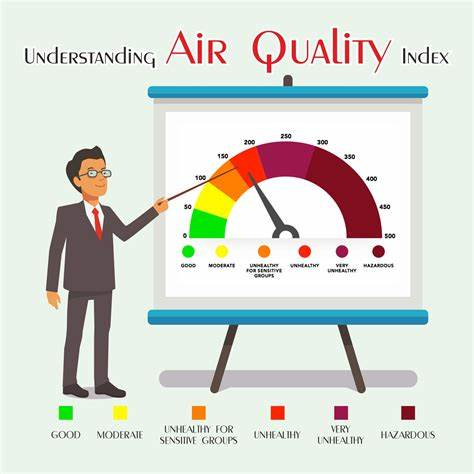 Understanding Air Quality Index
0
50
100
150
200
250
300
350
400
450
500
GOOD
MODERATE
UNHEALTHY
FOR SENSITIVE
GROUPS
UNHEALTHY
VERY
UNHEALTHY
HAZARDOUS
GOOD
MODERATE
UNHEALTHY FOR
SENSITIVE GROUPS
UNHEALTHY
VERY
UNHEALTHY
HAZARDOUS